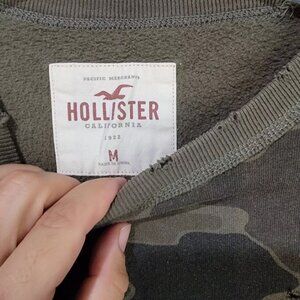 PACIFIC MERCHANTS
HOLLISTER
CALIFORNIA
1922
M
MADE IN CHINA